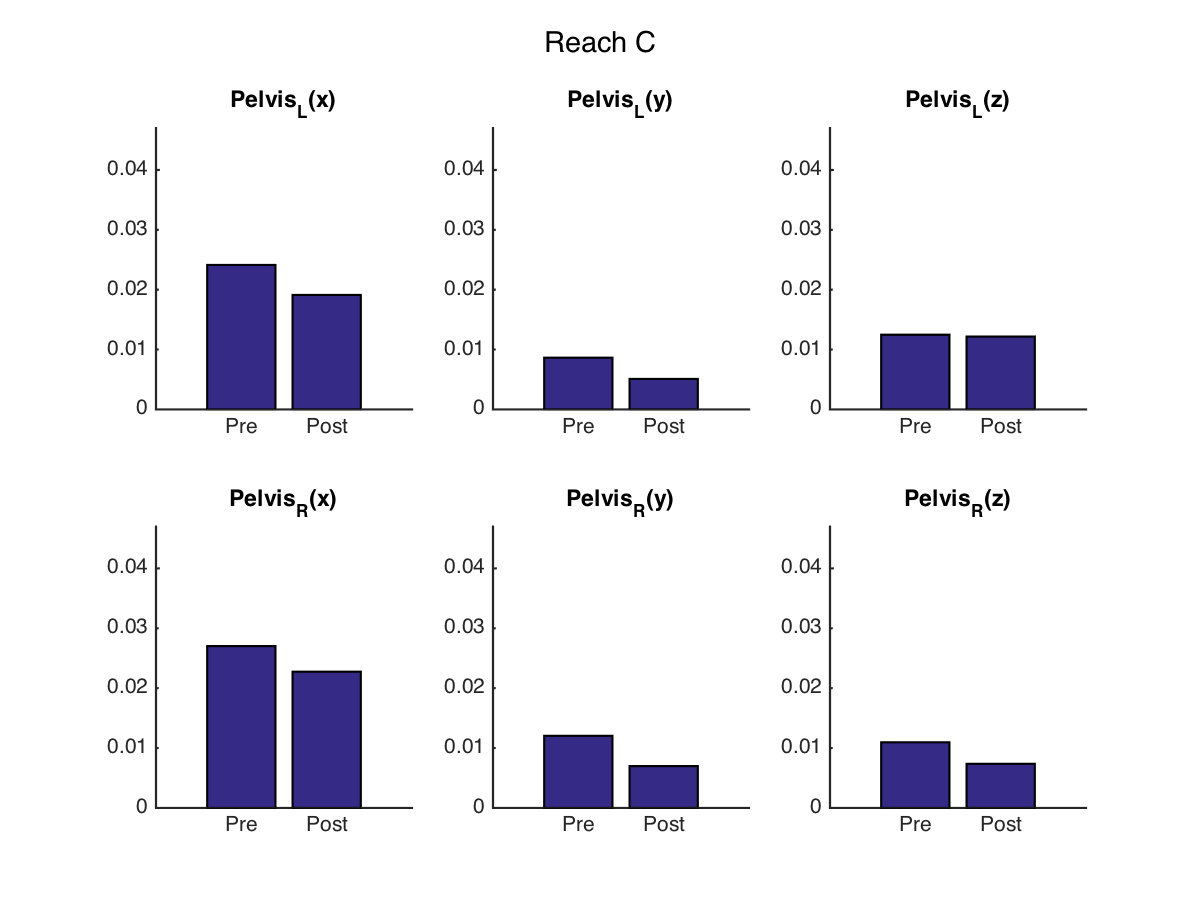 Reach C
Pelvis_L(x) Pelvis_L(y) Pelvis_L(z)
0.04 0.04 0.04
0.03 0.03 0.03
0.02 0.02 0.02
0.01 0.01 0.01
0 0 0
Pre Post Pre Post Pre Post
Pelvis_R(x) Pelvis_R(y) Pelvis_R(z)
0.04 0.04 0.04
0.03 0.03 0.03
0.02 0.02 0.02
0.01 0.01 0.01
0 0 0
Pre Post Pre Post Pre Post